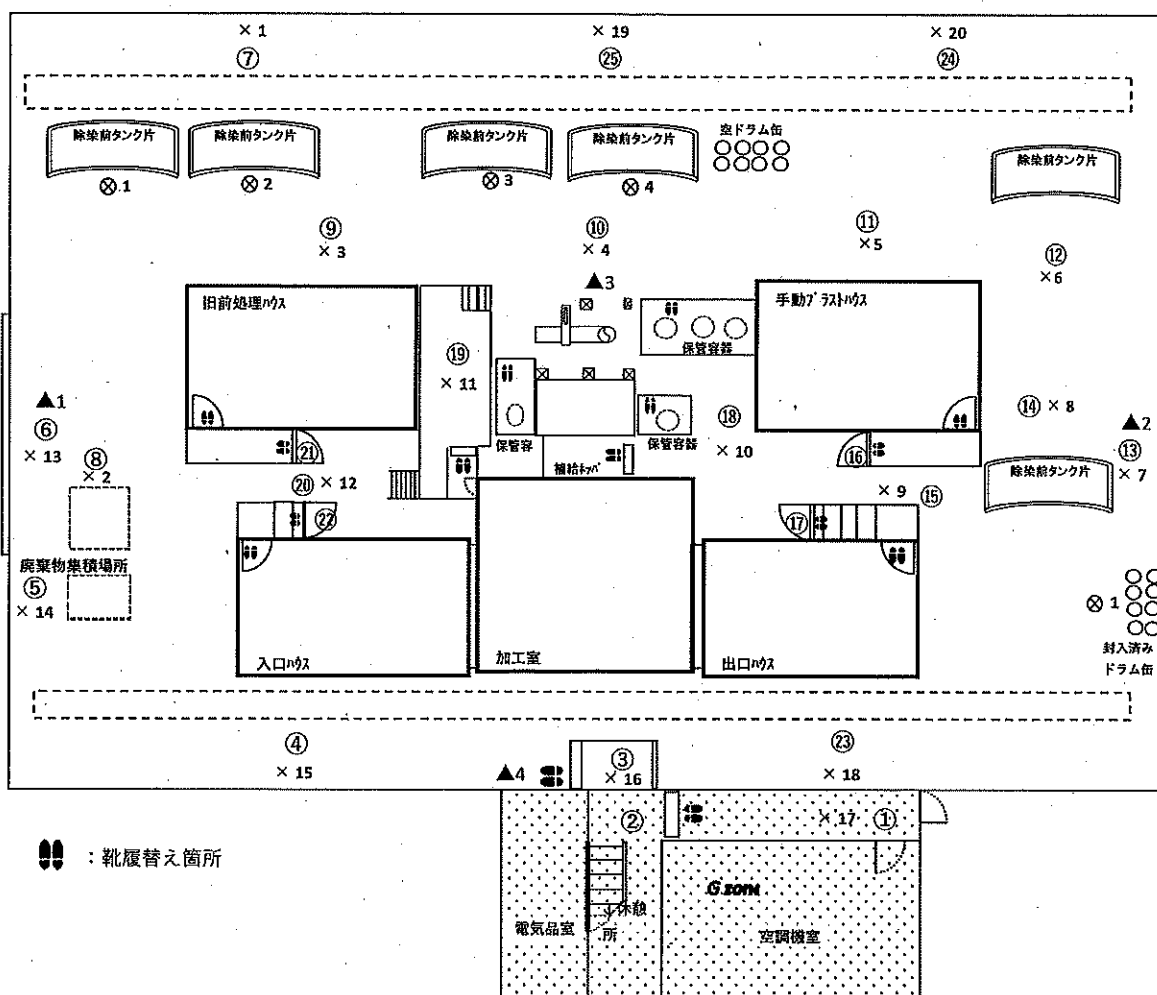 × 1
× 19
× 20
⑦
㉕
㉔
除染前タンク片
除染前タンク片
除染前タンク片
除染前タンク片
空ドラム缶
除染前タンク片
⊗ 1
⊗ 2
⊗ 3
⊗ 4
⑨
× 3
⑩
× 4
⑪
× 5
⑫
× 6
▲3
旧前処理ハウス
手動ブラストハウス
保管容器
⑲
× 11
⑭ × 8
▲1
⑥
× 13
▲2
⑬
× 7
⑱
× 10
保管容
保管容器
補給ホッパ
⑧
× 2
㉑
⑯
除染前タンク片
⑳ × 12
× 9 ⑮
㉒
⑰
廃棄物集積場所
⑤
× 14
⊗ 1
封入済み
ドラム缶
入口ハウス
加工室
出口ハウス
④
× 15
▲4
③
× 16
㉓
× 18
②
× 17 ①
：靴履替え箇所
G zone
電気品室
休憩
所
空調機室